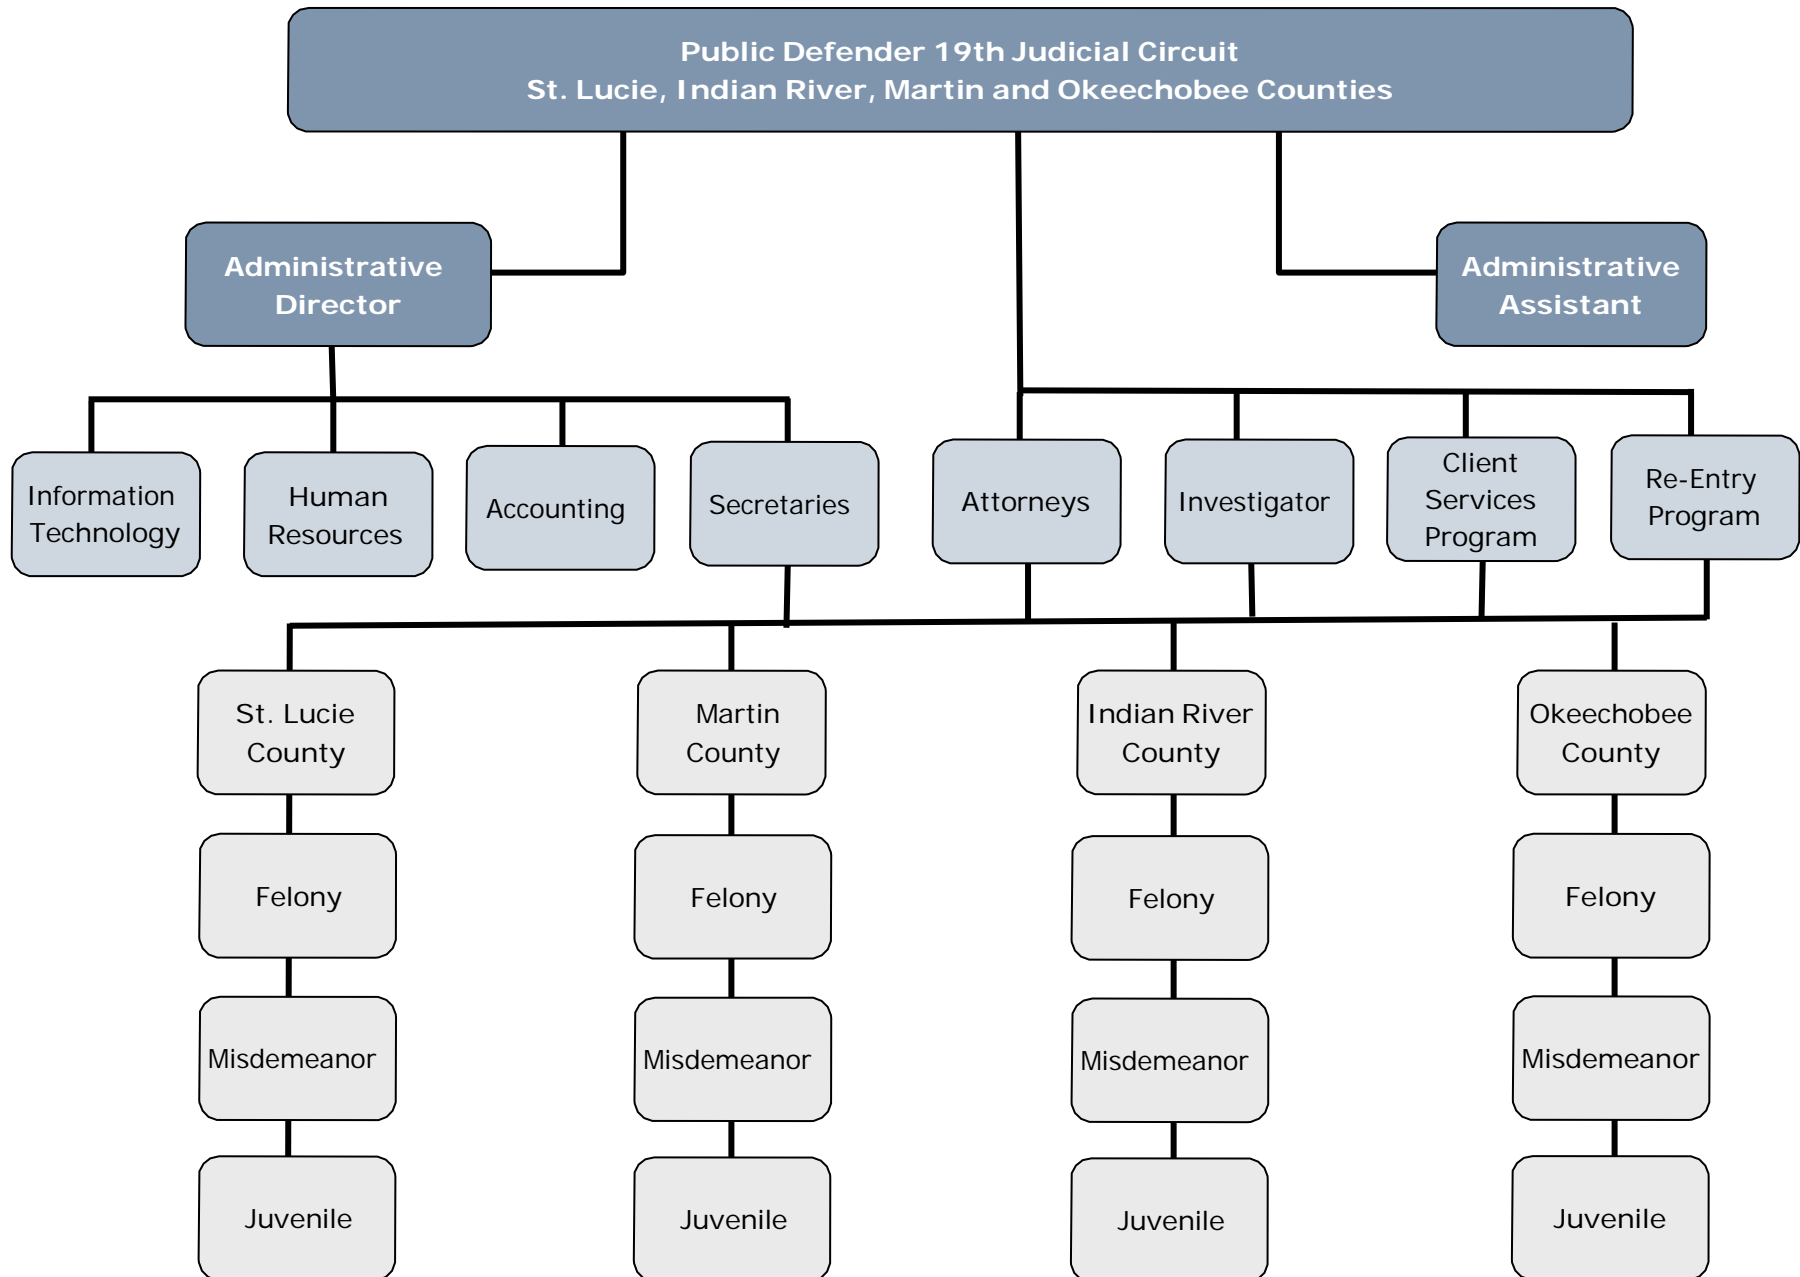 Public Defender 19th Judicial Circuit
St. Lucie, Indian River, Martin and Okeechobee Counties
Administrative
Director
Administrative
Assistant
Information
Technology
Human
Resources
Accounting
Secretaries
Attorneys
Investigator
Client
Services
Program
Re-Entry
Program
St. Lucie
County
Martin
County
Indian River
County
Okeechobee
County
Felony
Felony
Felony
Felony
Misdemeanor
Misdemeanor
Misdemeanor
Misdemeanor
Juvenile
Juvenile
Juvenile
Juvenile